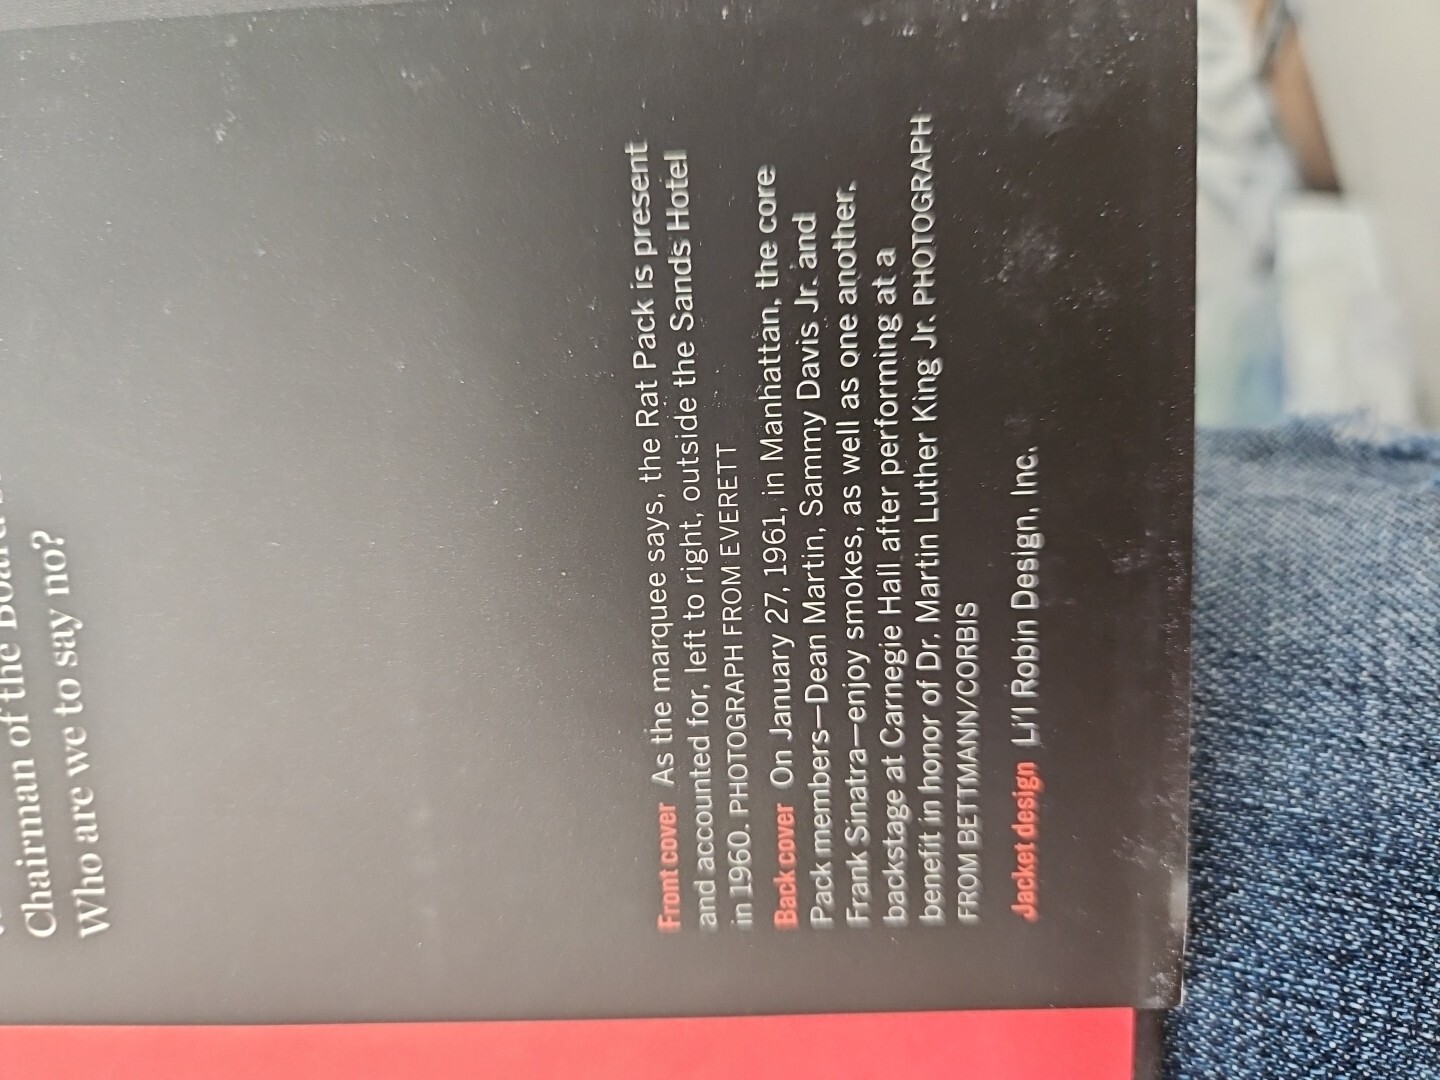 Chairman of the Board
Who are we to say no?
Front cover As the marquee says, the Rat Pack is present
and accounted for, left to right, outside the Sands Hotel
in 1960. PHOTOGRAPH FROM EVERETT
Back cover On January 27, 1961, in Manhattan, the core
Pack members—Dean Martin, Sammy Davis Jr. and
Frank Sinatra—enjoy smokes, as well as one another,
backstage at Carnegie Hall after performing at a
benefit in honor of Dr. Martin Luther King Jr. PHOTOGRAPH
FROM BETTMANN/CORBIS
Jacket design Li'l Robin Design, Inc.